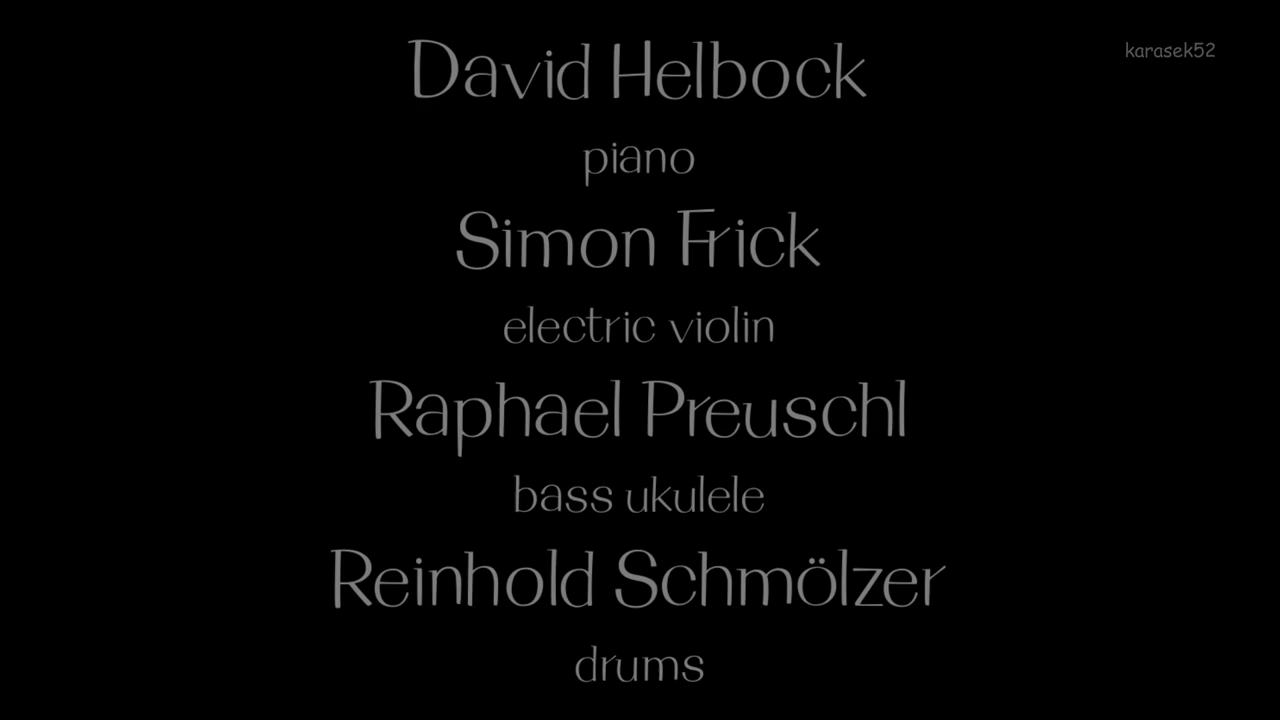 David Helbock
karasek52
piano
Simon Frick
electric violin
Raphael Preuschl
bass ukulele
Reinhold Schmölzer
drums